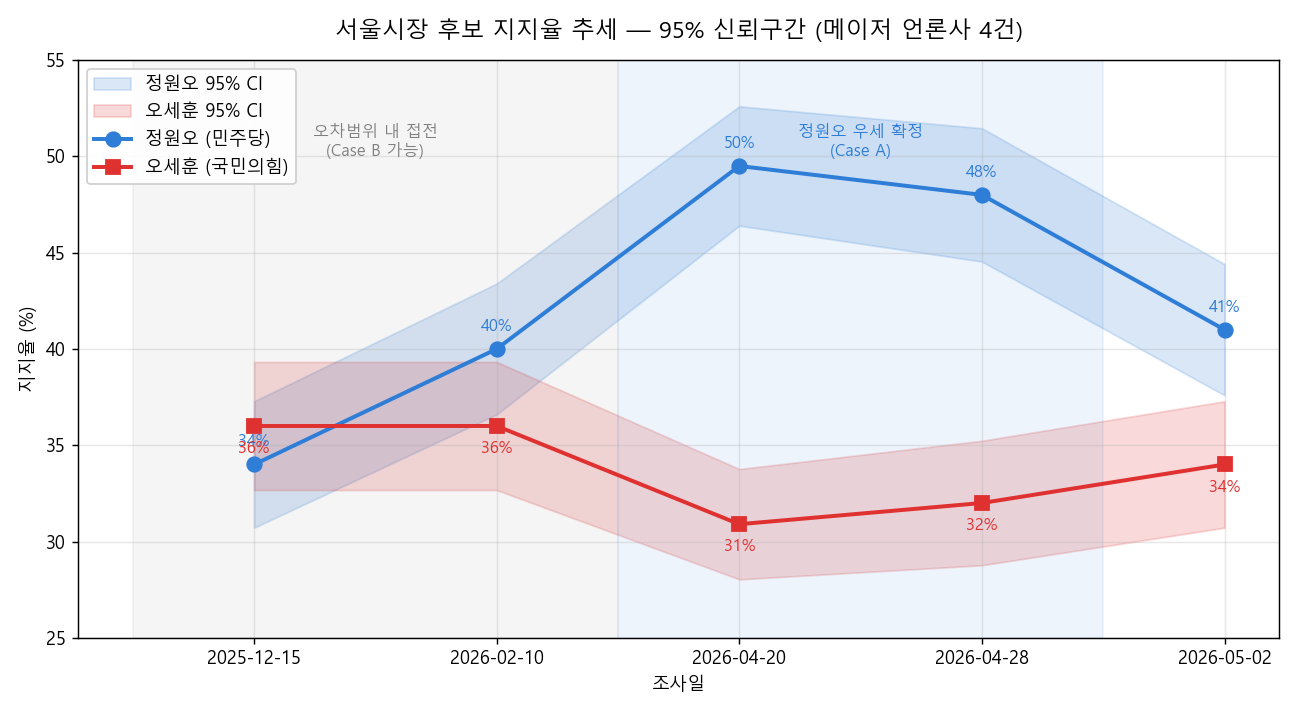 서울시장 후보 지지율 추세 — 95% 신뢰구간 (메이저 언론사 4건)
정원오 95% CI
오세훈 95% CI
정원오 (민주당)
오세훈 (국민의힘)
오차범위 내 접전
(Case B 가능)
정원오 우세 확정
(Case A)
지지율 (%)
55
50
45
40
35
30
25
34%
40%
50%
48%
41%
36%
36%
31%
32%
34%
2025-12-15
2026-02-10
2026-04-20
2026-04-28
2026-05-02
조사일